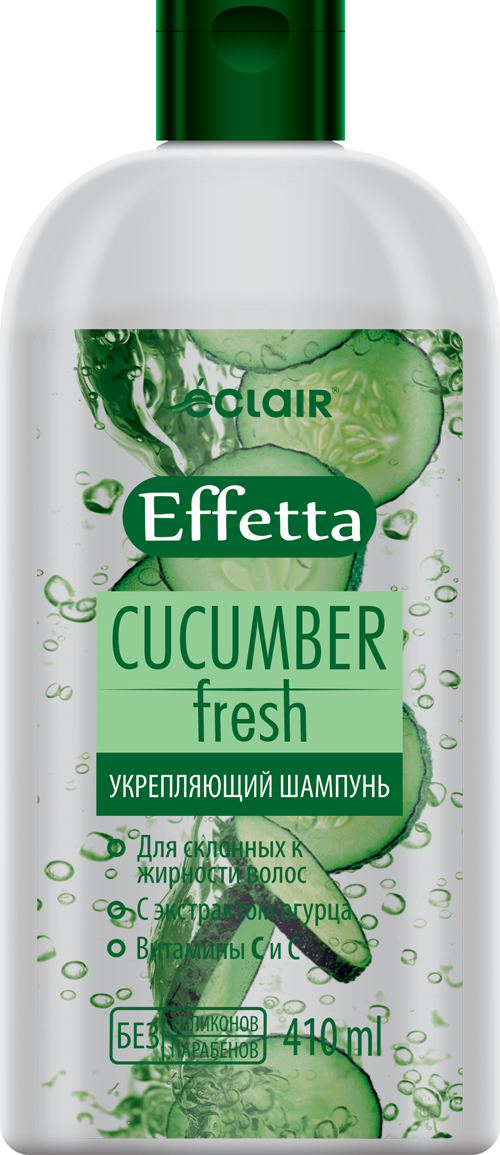 éCLAIR®
Effetta
CUCUMBER
fresh
УКРЕПЛЯЮЩИЙ ШАМПУНЬ
Для склонных к
жирности волос
С экстрактом огурца
Витамины С и С
БЕЗ СИЛИКОНОВ
ПАРАБЕНОВ
410 ml